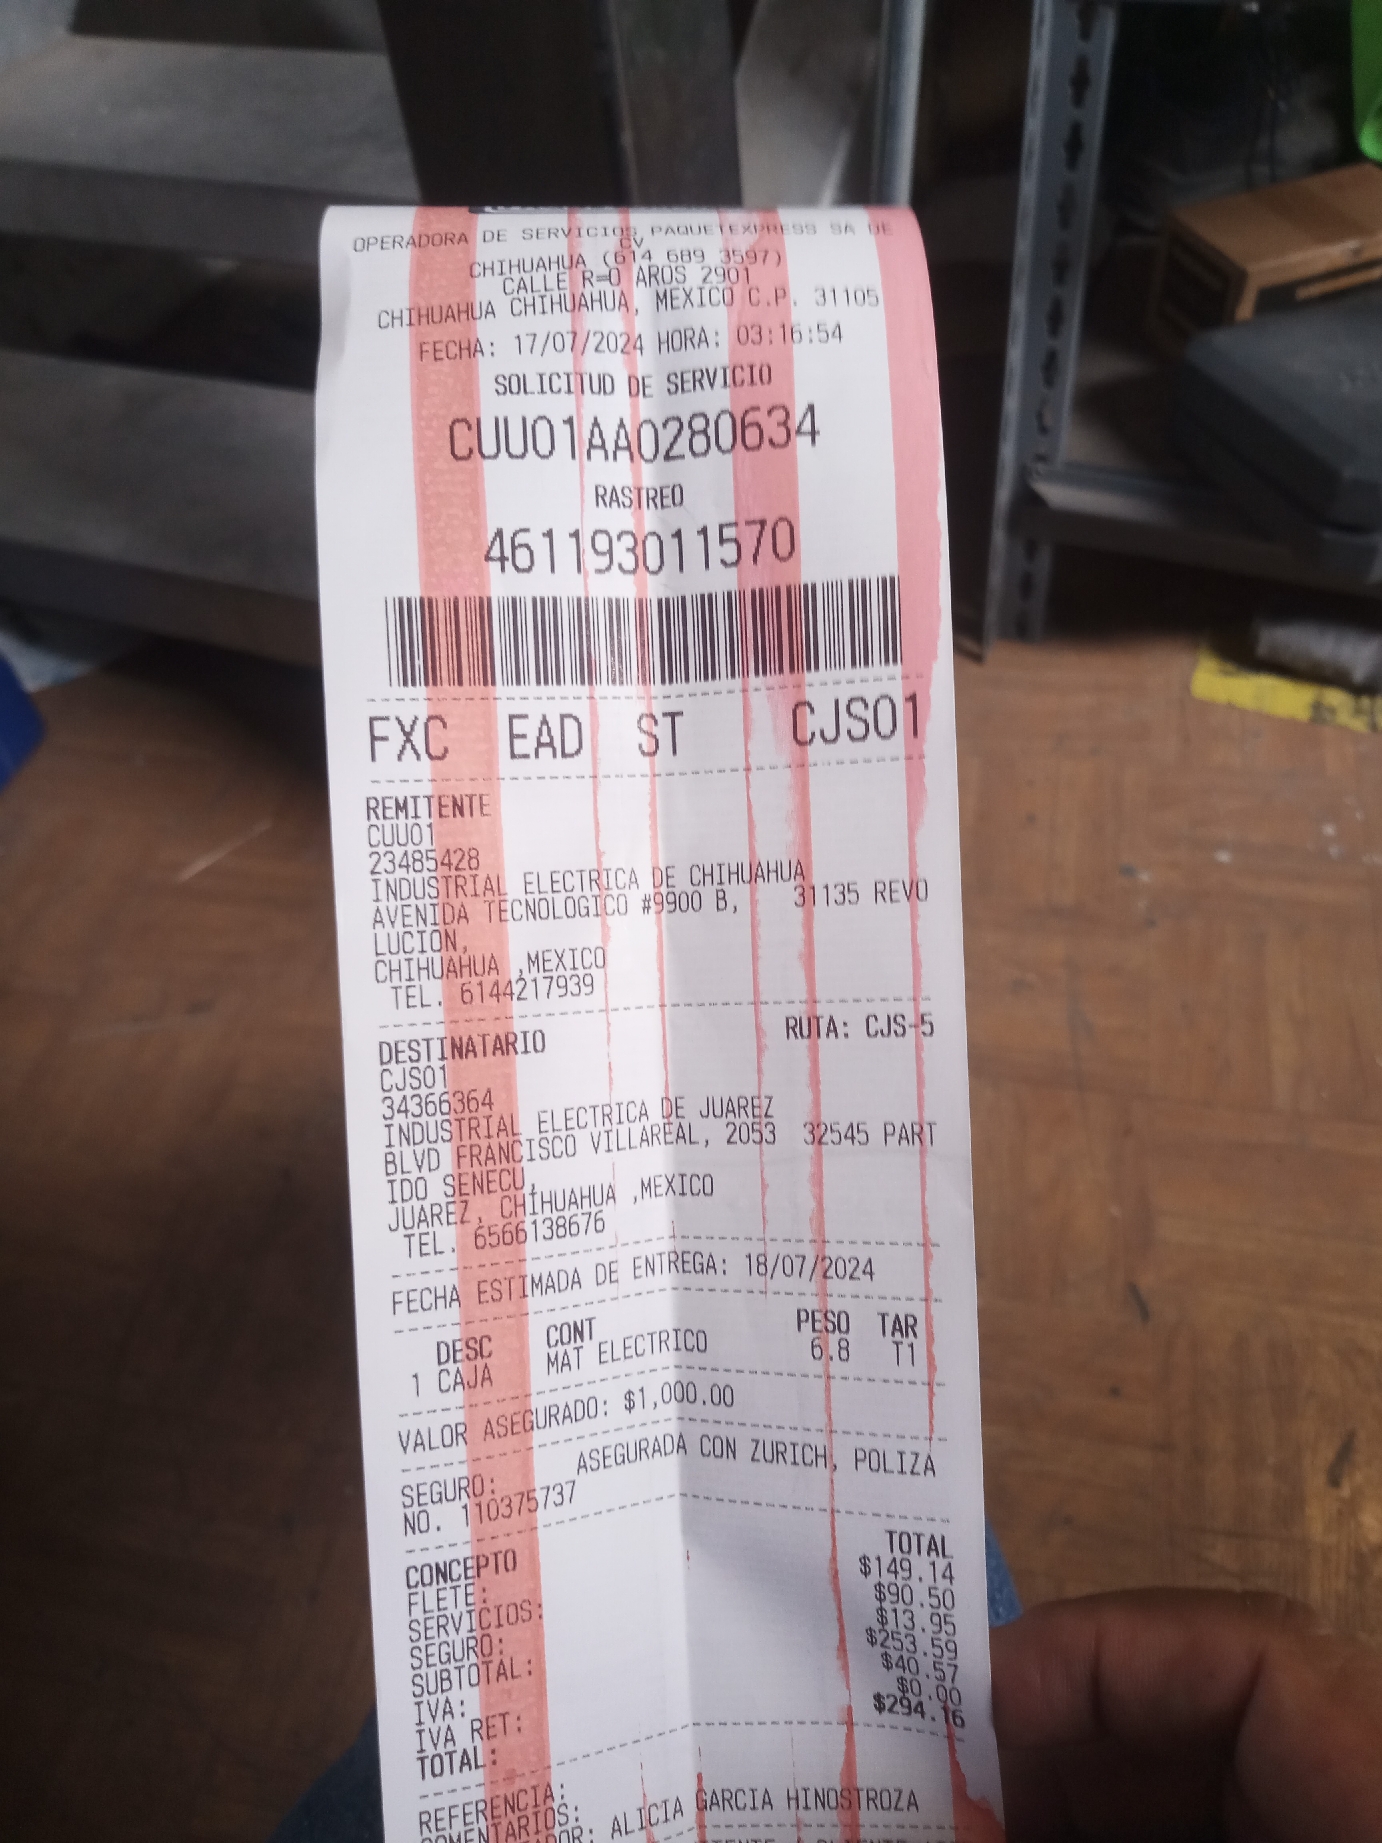 OPERADORA DE SERVICIOS PAQUETEXPRESS SA DE
CV
CHIHUAHUA (614 689 3597)
CALLE R=O AROS 2901
CHIHUAHUA CHIHUAHUA, MEXICO C.P. 31105
FECHA: 17/07/2024 HORA: 03:16:54
SOLICITUD DE SERVICIO
CUU01AA0280634
RASTREO
461193011570
FXC EAD ST CJS01
REMITENTE
CUU01
23485428
INDUSTRIAL ELECTRICA DE CHIHUAHUA
AVENIDA TECNOLOGICO #9900 B, 31135 REVO
LUCION,
CHIHUAHUA ,MEXICO
TEL. 6144217939
DESTINATARIO RUTA: CJS-5
CJS01
34366364
INDUSTRIAL ELECTRICA DE JUAREZ
BLVD FRANCISCO VILLAREAL, 2053 32545 PART
IDO SENECU,
JUAREZ, CHIHUAHUA ,MEXICO
TEL. 6566138676
FECHA ESTIMADA DE ENTREGA: 18/07/2024
DESC CONT PESO TAR
1 CAJA MAT ELECTRICO 6.8 T1
VALOR ASEGURADO: $1,000.00
SEGURO: ASEGURADA CON ZURICH, POLIZA
NO. 110375737
CONCEPTO TOTAL
FLETE: $149.14
SERVICIOS: $90.50
SEGURO: $13.95
SUBTOTAL: $253.59
IVA: $40.57
IVA RET: $0.00
TOTAL: $294.16
REFERENCIA:
COMENTARIOS:
ALICIA GARCIA HINOSTROZA